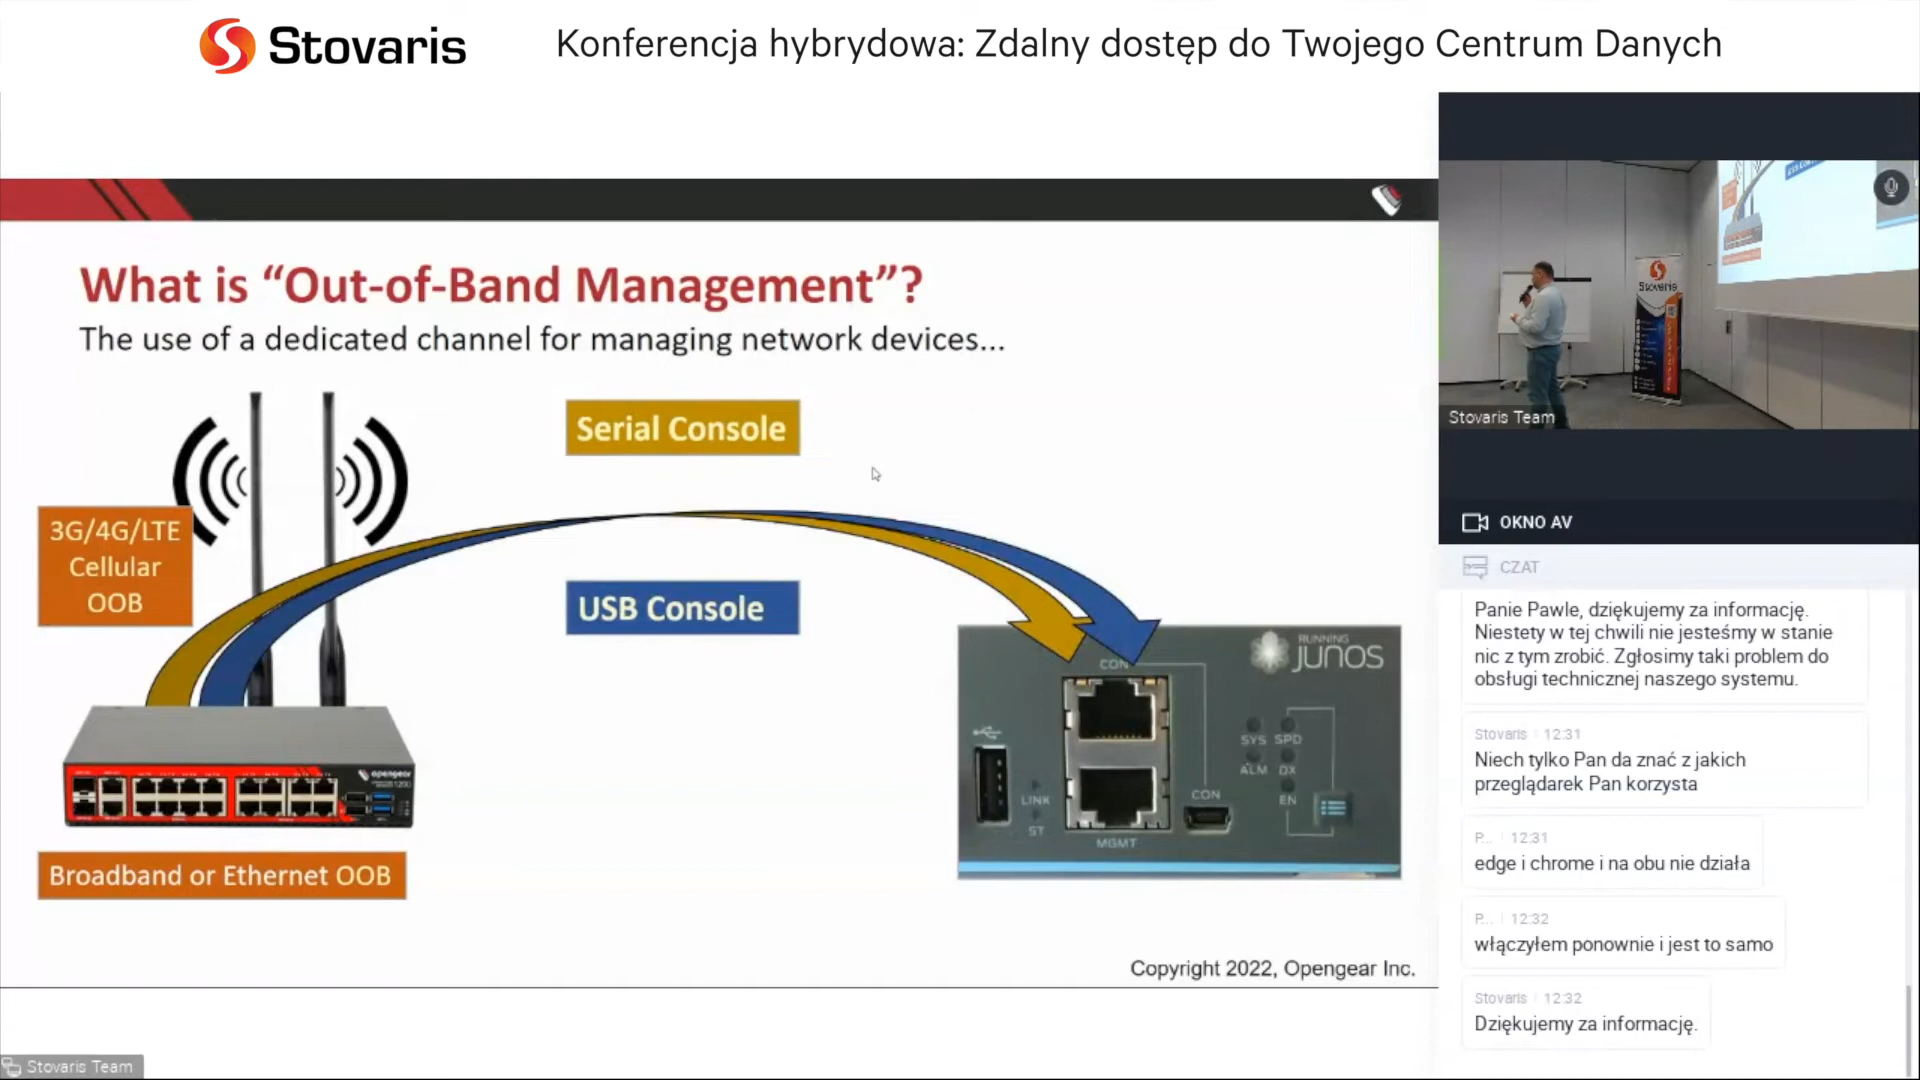 Stovaris
Konferencja hybrydowa: Zdalny dostęp do Twojego Centrum Danych
What is “Out-of-Band Management”?
The use of a dedicated channel for managing network devices...
Serial Console
3G/4G/LTE
Cellular
OOB
USB Console
RUNNING
JUNOS
CON
SYS SPD
ALM DX
EN
LINK
ST
CON
MGMT
opengear
Broadband or Ethernet OOB
Copyright 2022, Opengear Inc.
Stovaris Team
Stovaris
Stovaris Team
OKNO AV
CZAT
Panie Pawle, dziękujemy za informację.
Niestety w tej chwili nie jesteśmy w stanie
nic z tym zrobić. Zgłosimy taki problem do
obsługi technicznej naszego systemu.
Stovaris 12:31
Niech tylko Pan da znać z jakich
przeglądarek Pan korzysta
P... 12:31
edge i chrome i na obu nie działa
P... 12:32
włączyłem ponownie i jest to samo
Stovaris 12:32
Dziękujemy za informację.